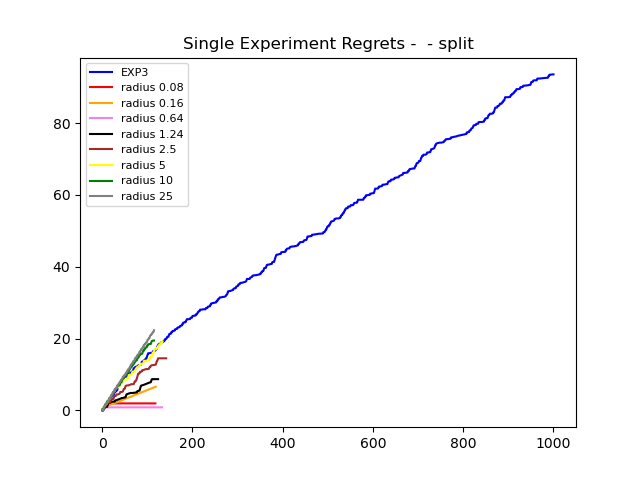 Single Experiment Regrets -  - split
EXP3
radius 0.08
radius 0.16
radius 0.64
radius 1.24
radius 2.5
radius 5
radius 10
radius 25
80
60
40
20
0
0 200 400 600 800 1000